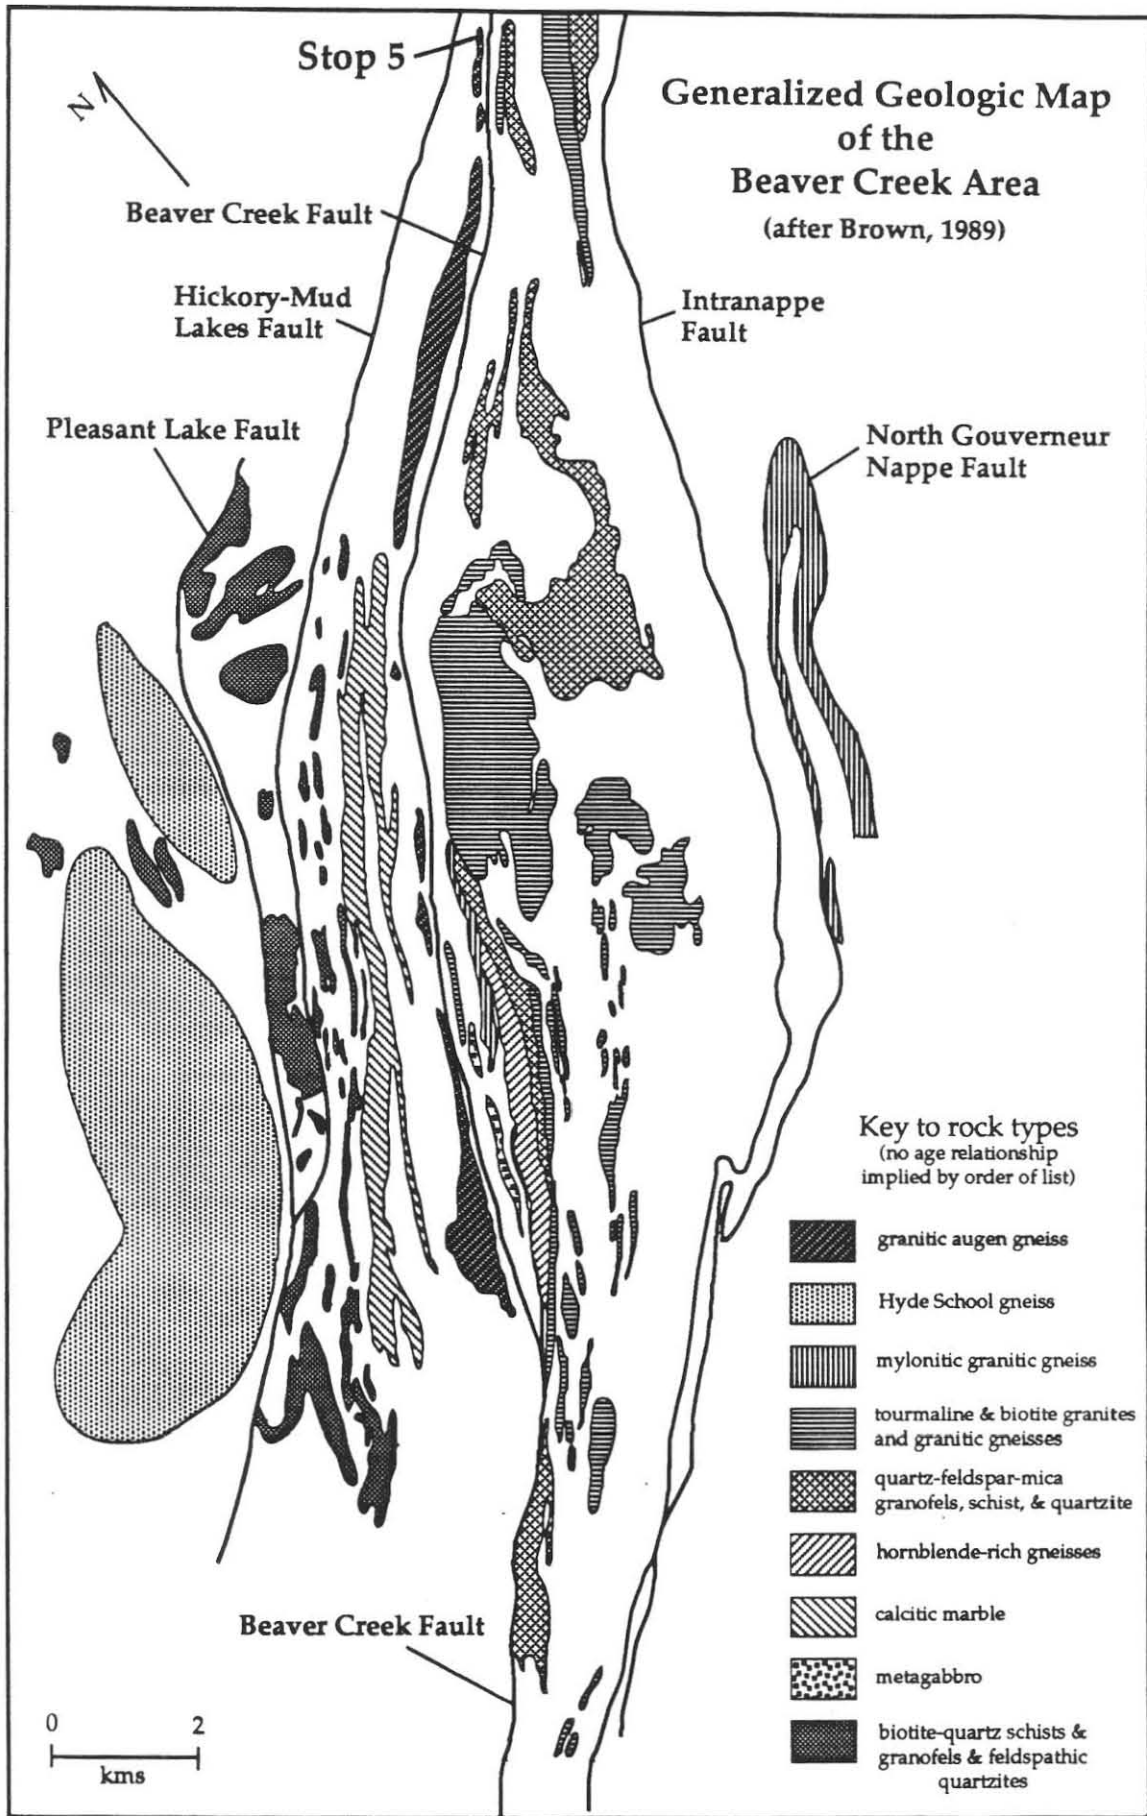 Stop 5
Generalized Geologic Map
of the
Beaver Creek Area
(after Brown, 1989)
N
Beaver Creek Fault
Hickory-Mud
Lakes Fault
Intranappe
Fault
Pleasant Lake Fault
North Gouverneur
Nappe Fault
Key to rock types
(no age relationship
implied by order of list)
granitic augen gneiss
Hyde School gneiss
mylonitic granitic gneiss
tourmaline & biotite granites
and granitic gneisses
quartz-feldspar-mica
granofels, schist, & quartzite
hornblende-rich gneisses
calcitic marble
metagabbro
biotite-quartz schists &
granofels & feldspathic
quartzites
Beaver Creek Fault
0 2
kms